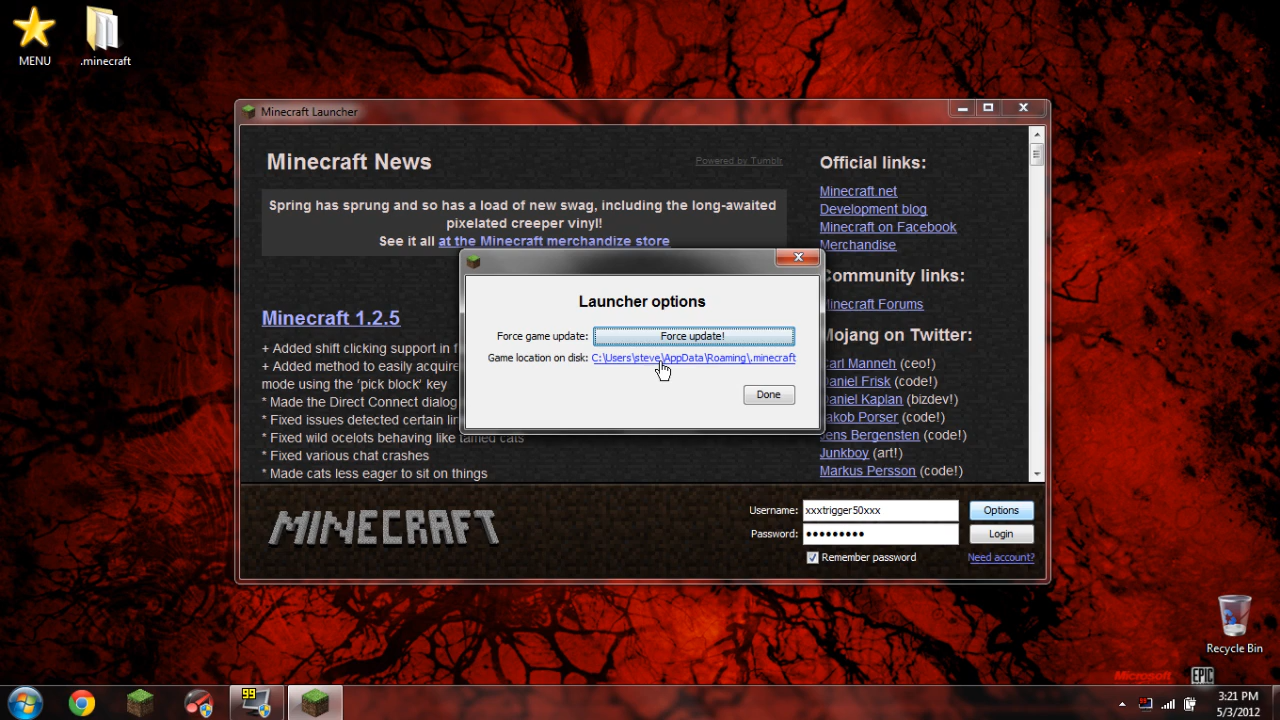 MENU
.minecraft
Minecraft Launcher
Minecraft News
Powered by Tumblr
Spring has sprung and so has a load of new swag, including the long-awaited
pixelated creeper vinyl!
See it all at the Minecraft merchandize store
Minecraft 1.2.5
+ Added shift clicking support in f
+ Added method to easily acquire
mode using the 'pick block' key
* Made the Direct Connect dialog
* Fixed issues detected certain lin
* Fixed wild ocelots behaving like tamed cats
* Fixed various chat crashes
* Made cats less eager to sit on things
Official links:
Minecraft.net
Development blog
Minecraft on Facebook
Merchandise
Community links:
Minecraft Forums
Mojang on Twitter:
Carl Manneh (ceo!)
Daniel Frisk (code!)
Daniel Kaplan (bizdev!)
Jakob Porser (code!)
Jens Bergensten (code!)
Junkboy (art!)
Markus Persson (code!)
Launcher options
Force game update: Force update!
Game location on disk: C:\Users\steve\AppData\Roaming\.minecraft
Done
MINECRAFT
Username: xxxtrigger50xxx Options
Password: ●●●●●●●●● Login
Remember password Need account?
Recycle Bin
Microsoft
EPIC
99
3:21 PM
5/3/2012